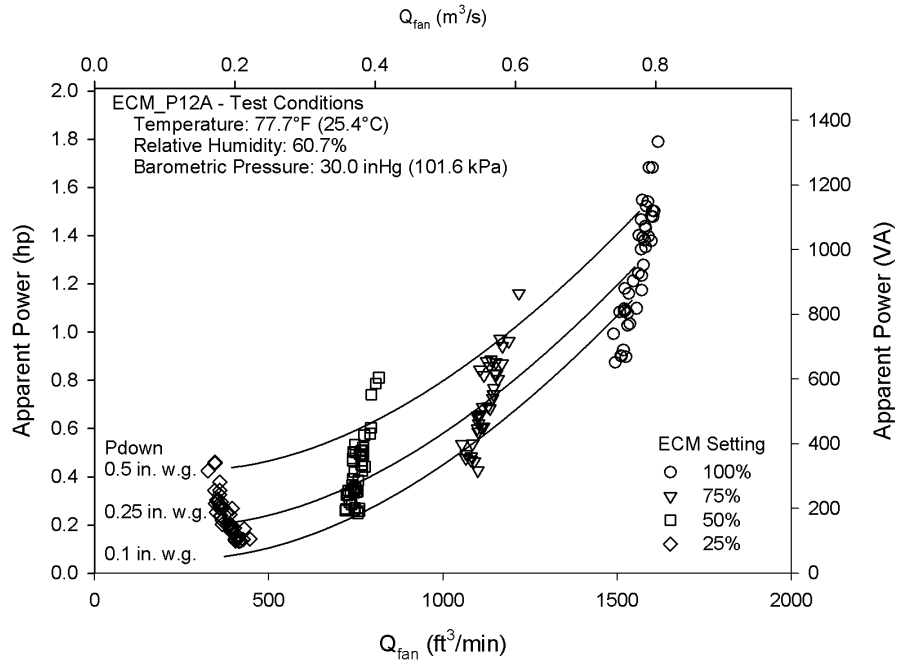 Q_fan (m³/s)
0.0 0.2 0.4 0.6 0.8
ECM_P12A - Test Conditions
Temperature: 77.7°F (25.4°C)
Relative Humidity: 60.7%
Barometric Pressure: 30.0 inHg (101.6 kPa)
2.0
1.8
1.6
1.4
1.2
1.0
0.8
0.6
0.4
0.2
0.0
Apparent Power (hp)
1400
1200
1000
800
600
400
200
0
Apparent Power (VA)
Pdown
0.5 in. w.g.
0.25 in. w.g.
0.1 in. w.g.
ECM Setting
100%
75%
50%
25%
0 500 1000 1500 2000
Q_fan (ft³/min)